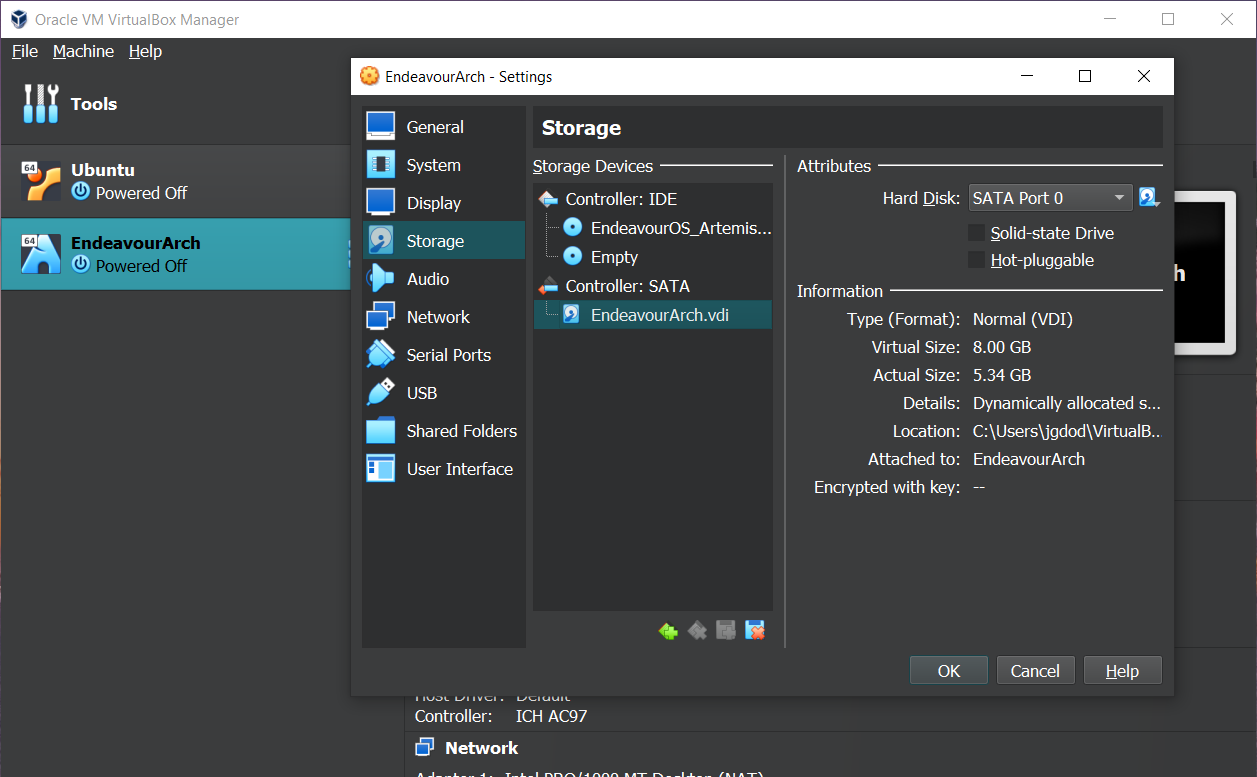 Oracle VM VirtualBox Manager
File Machine Help
Tools
64
Ubuntu
Powered Off
64
EndeavourArch
Powered Off
EndeavourArch - Settings
General
System
Display
Storage
Audio
Network
Serial Ports
USB
Shared Folders
User Interface
Storage
Storage Devices
Controller: IDE
EndeavourOS_Artemis...
Empty
Controller: SATA
EndeavourArch.vdi
Attributes
Hard Disk: SATA Port 0
Solid-state Drive
Hot-pluggable
Information
Type (Format): Normal (VDI)
Virtual Size: 8.00 GB
Actual Size: 5.34 GB
Details: Dynamically allocated s...
Location: C:\Users\jgdod\VirtualB...
Attached to: EndeavourArch
Encrypted with key: --
OK Cancel Help
h
Host Driver: Default
Controller: ICH AC97
Network
Adapter 1: Intel PRO/1000 MT Desktop (NAT)